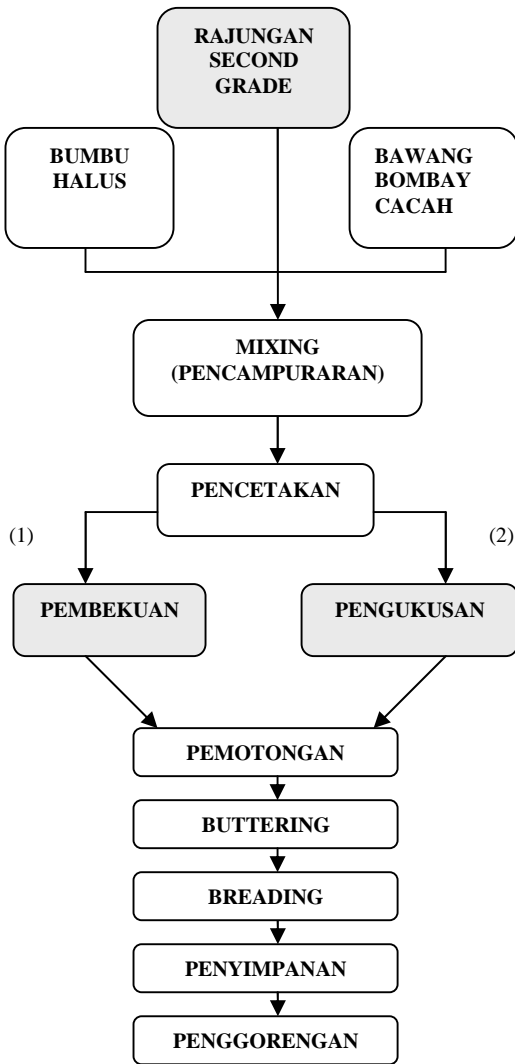 RAJUNGAN
SECOND
GRADE
BUMBU
HALUS
BAWANG
BOMBAY
CACAH
MIXING
(PENCAMPURARAN)
PENCETAKAN
(1)
(2)
PEMBEKUAN
PENGUKUSAN
PEMOTONGAN
BUTTERING
BREADING
PENYIMPANAN
PENGGORENGAN